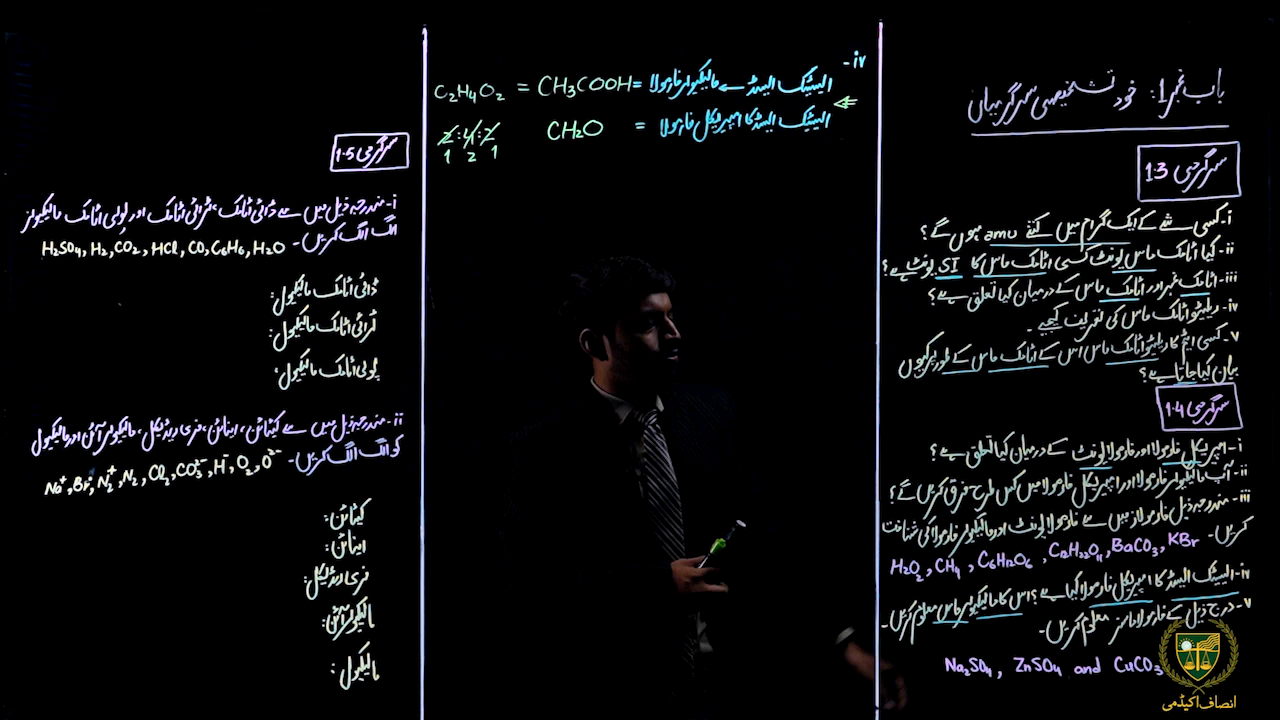 باب نمبر 1: خود تشخیصی سرگرمیاں
سرگرمی 1.3
i- کسی شے کے ایک گرام میں کتنے amu ہوں گے؟
ii- کیا اٹامک ماس یونٹ کسی اٹامک ماس کا SI یونٹ ہے؟
iii- اٹامک نمبر اور اٹامک ماس کے درمیان کیا تعلق ہے؟
iv- ریلیٹو اٹامک ماس کی تعریف کیجیے۔
v- کسی ایٹم کا ریلیٹو اٹامک ماس اس کے اٹامک ماس کے طور پر کیوں
بیان کیا جاتا ہے؟
سرگرمی 1.4
i- امپیریکل فارمولا اور فارمولا یونٹ کے درمیان کیا تعلق ہے؟
ii- آپ مالیکیولر فارمولا اور امپیریکل فارمولا میں کس طرح فرق کریں گے؟
iii- مندرجہ ذیل فارمولاز میں سے فارمولا یونٹ اور مالیکیولر فارمولا کی شناخت
کریں۔
H2O2, CH4, C6H12O6, C12H22O11, BaCO3, KBr
iv- ایسیٹک ایسڈ کا امپیریکل فارمولا کیا ہے؟ اس کا مالیکیولر ماس معلوم کریں۔
v- درج ذیل کے فارمولا ماسز معلوم کریں۔
Na2SO4, ZnSO4 and CuCO3
iv-
ایسیٹک ایسڈ ← مالیکیولر فارمولا = CH3COOH = C2H4O2
ایسیٹک ایسڈ کا امپیریکل فارمولا = CH2O
2:4:2
1 2 1
سرگرمی 1.5
i- مندرجہ ذیل میں سے ڈائی اٹامک، ٹرائی اٹامک اور پولی اٹامک مالیکیولز
الگ الگ کریں۔ H2SO4, H2, CO2, HCl, CO, C6H6, H2O
ڈائی اٹامک مالیکیول:
ٹرائی اٹامک مالیکیول:
پولی اٹامک مالیکیول:
ii- مندرجہ ذیل میں سے کیٹائن، اینائن، فری ریڈیکل، مالیکیولر آئن اور مالیکیول
کو الگ الگ کریں۔
Na+, Br-, N2+, N2, Cl2, CO3 2-, H-, O2, O2-
کیٹائن:
اینائن:
فری ریڈیکل:
مالیکیولر آئن:
مالیکیول:
انصاف اکیڈمی